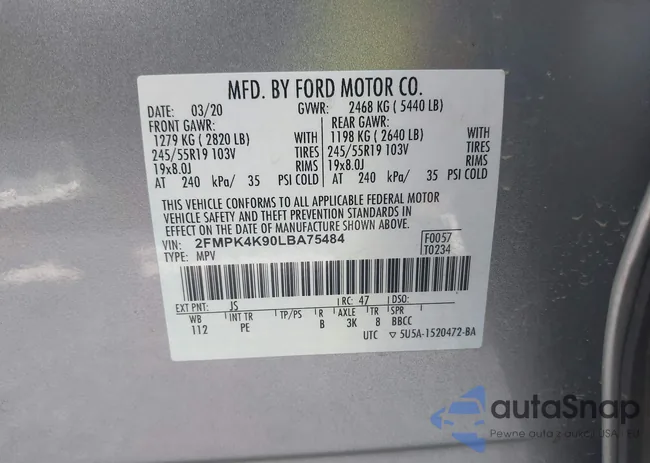 MFD. BY FORD MOTOR CO.
DATE: 03/20 GVWR: 2468 KG ( 5440 LB)
FRONT GAWR: REAR GAWR:
1279 KG ( 2820 LB) WITH 1198 KG ( 2640 LB) WITH
245/55R19 103V TIRES 245/55R19 103V TIRES
19x8.0J RIMS 19x8.0J RIMS
AT 240 kPa/ 35 PSI COLD AT 240 kPa/ 35 PSI COLD
THIS VEHICLE CONFORMS TO ALL APPLICABLE FEDERAL MOTOR
VEHICLE SAFETY AND THEFT PREVENTION STANDARDS IN
EFFECT ON THE DATE OF MANUFACTURE SHOWN ABOVE.
VIN: 2FMPK4K90LBA75484 F0057
TYPE: MPV T0234
EXT PNT: JS RC: 47 DSO:
WB INT TR TP/PS R AXLE TR SPR
112 PE B 3K 8 BBCC
UTC ▽ 5U5A-1520472-BA
autaSnap
Pewne auta z aukcji USA i EU